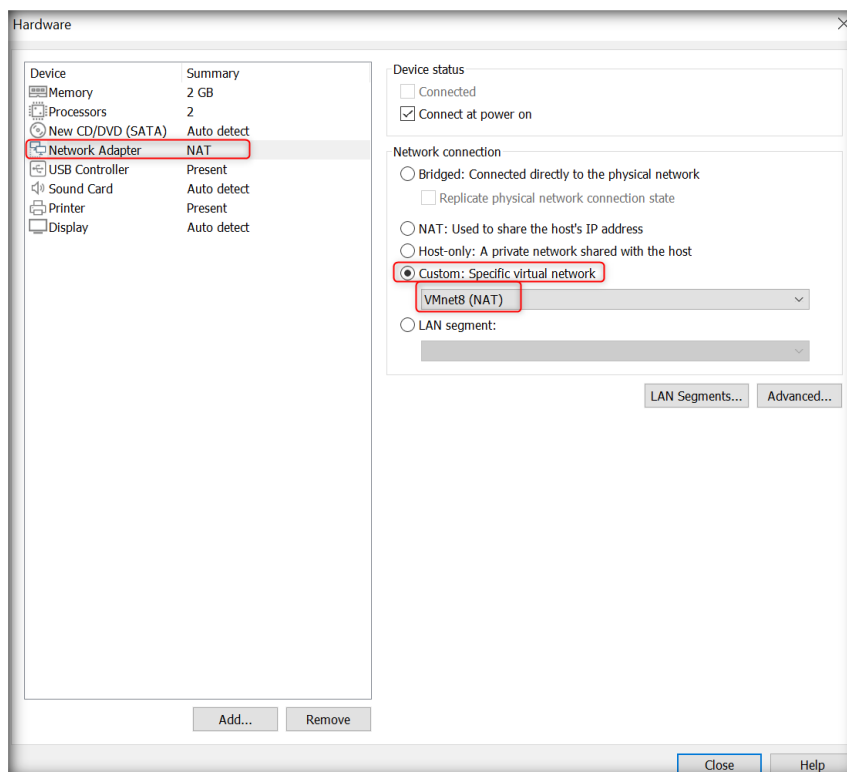 Hardware
Device Summary
Memory 2 GB
Processors 2
New CD/DVD (SATA) Auto detect
Network Adapter NAT
USB Controller Present
Sound Card Auto detect
Printer Present
Display Auto detect
Add... Remove
Device status
Connected
Connect at power on
Network connection
Bridged: Connected directly to the physical network
Replicate physical network connection state
NAT: Used to share the host's IP address
Host-only: A private network shared with the host
Custom: Specific virtual network
VMnet8 (NAT)
LAN segment:
LAN Segments... Advanced...
Close Help